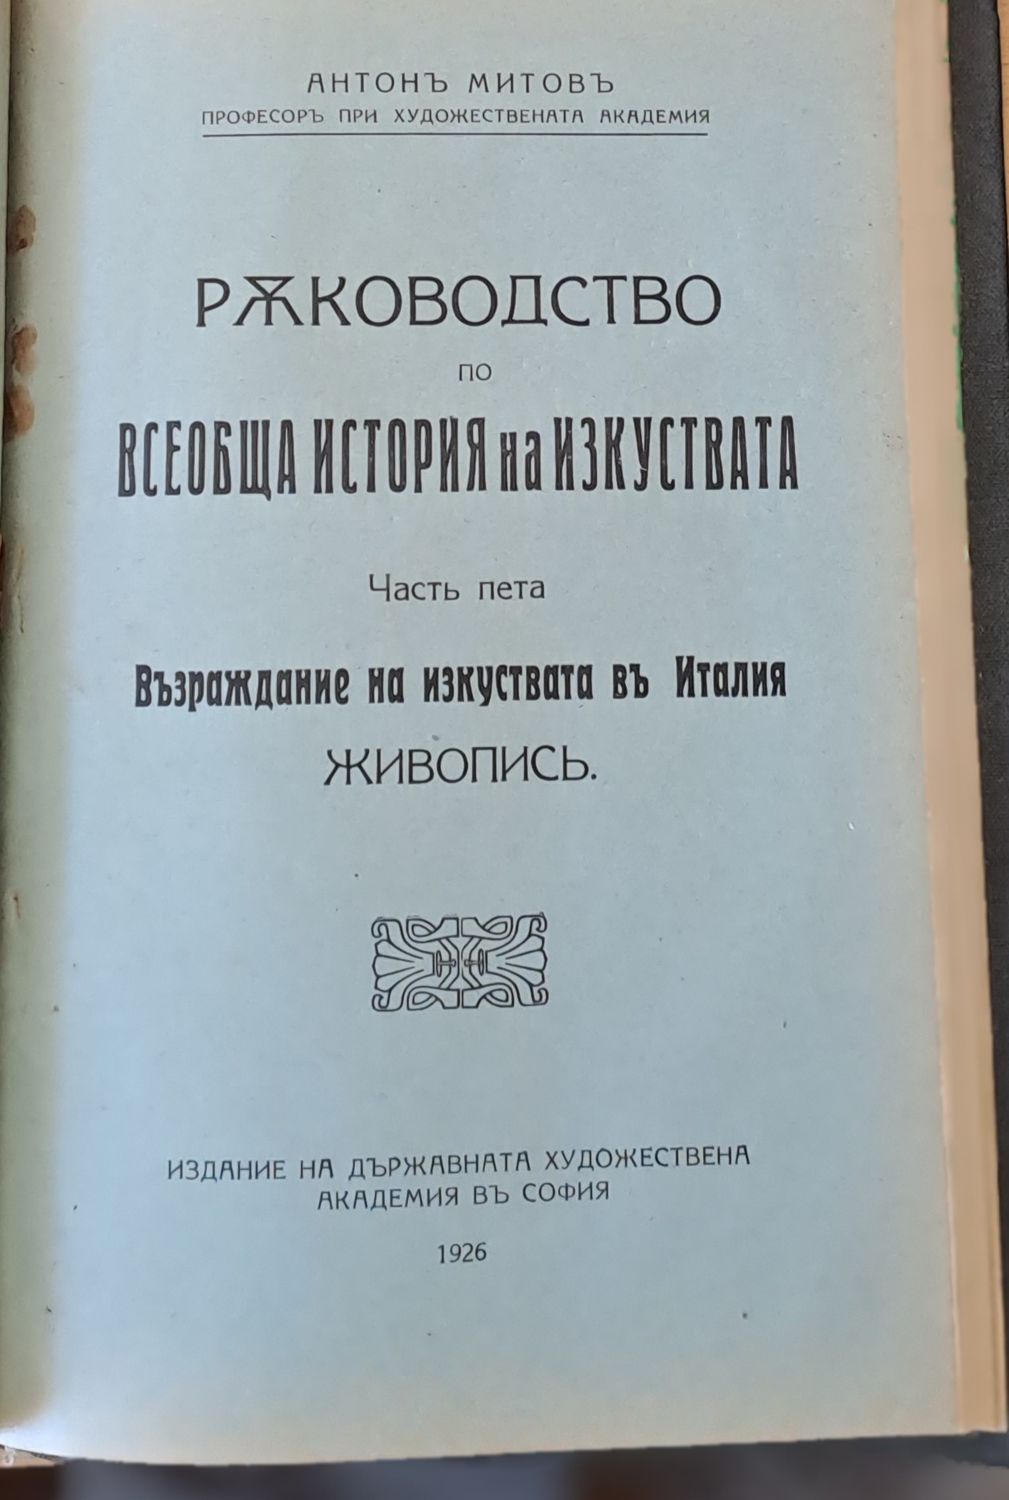 АНТОНЪ МИТОВЪ
ПРОФЕСОРЪ ПРИ ХУДОЖЕСТВЕНАТА АКАДЕМИЯ
РѪКОВОДСТВО
ПО
ВСЕОБЩА ИСТОРИЯ на ИЗКУСТВАТА
Часть пета
Възраждание на изкуствата въ Италия
ЖИВОПИСЬ.
ИЗДАНИЕ НА ДЪРЖАВНАТА ХУДОЖЕСТВЕНА
АКАДЕМИЯ ВЪ СОФИЯ
1926